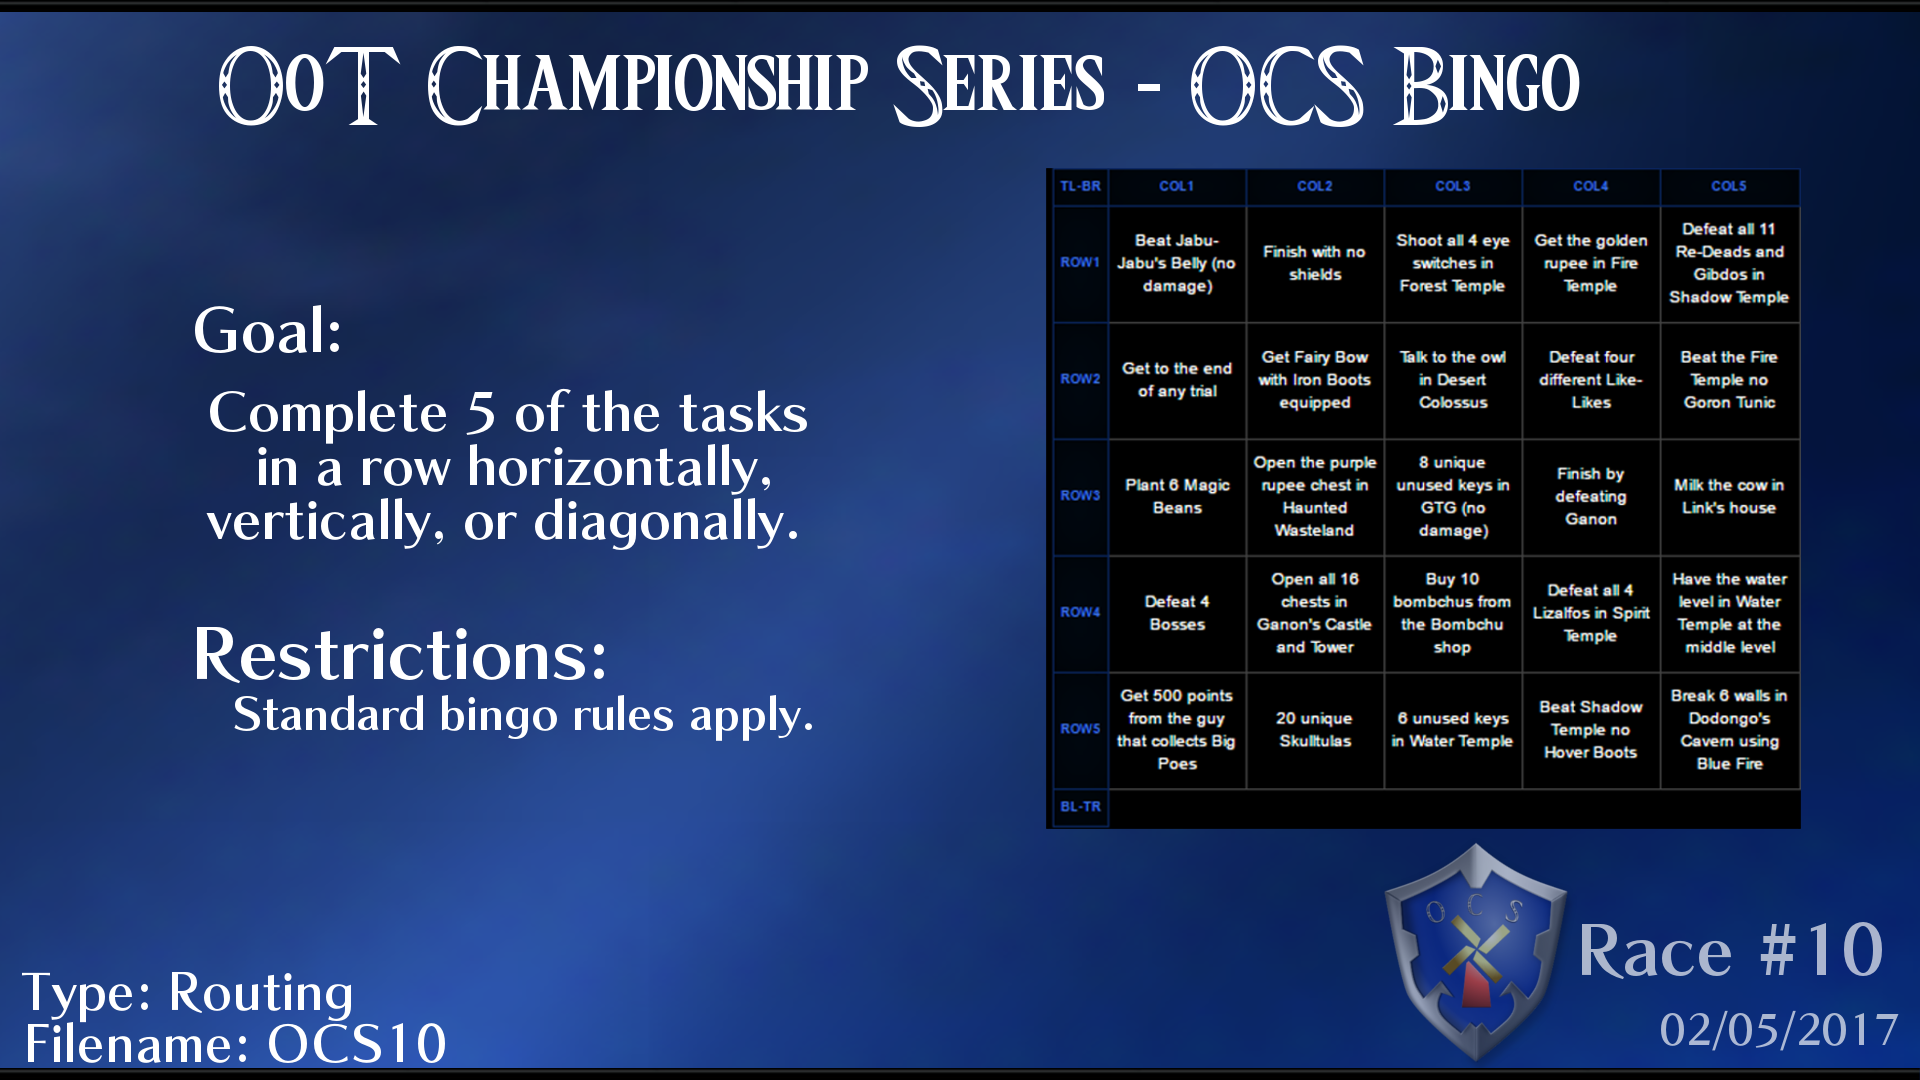 OoT Championship Series - OCS Bingo
Goal:
Complete 5 of the tasks
in a row horizontally,
vertically, or diagonally.
Restrictions:
Standard bingo rules apply.
TL-BR
COL1
COL2
COL3
COL4
COL5
ROW1
Beat Jabu-
Jabu's Belly (no
damage)
Finish with no
shields
Shoot all 4 eye
switches in
Forest Temple
Get the golden
rupee in Fire
Temple
Defeat all 11
Re-Deads and
Gibdos in
Shadow Temple
ROW2
Get to the end
of any trial
Get Fairy Bow
with Iron Boots
equipped
Talk to the owl
in Desert
Colossus
Defeat four
different Like-
Likes
Beat the Fire
Temple no
Goron Tunic
ROW3
Plant 6 Magic
Beans
Open the purple
rupee chest in
Haunted
Wasteland
8 unique
unused keys in
GTG (no
damage)
Finish by
defeating
Ganon
Milk the cow in
Link's house
ROW4
Defeat 4
Bosses
Open all 16
chests in
Ganon's Castle
and Tower
Buy 10
bombchus from
the Bombchu
shop
Defeat all 4
Lizalfos in Spirit
Temple
Have the water
level in Water
Temple at the
middle level
ROW5
Get 500 points
from the guy
that collects Big
Poes
20 unique
Skulltulas
6 unused keys
in Water Temple
Beat Shadow
Temple no
Hover Boots
Break 6 walls in
Dodongo's
Cavern using
Blue Fire
BL-TR
OCS
Race #10
02/05/2017
Type: Routing
Filename: OCS10